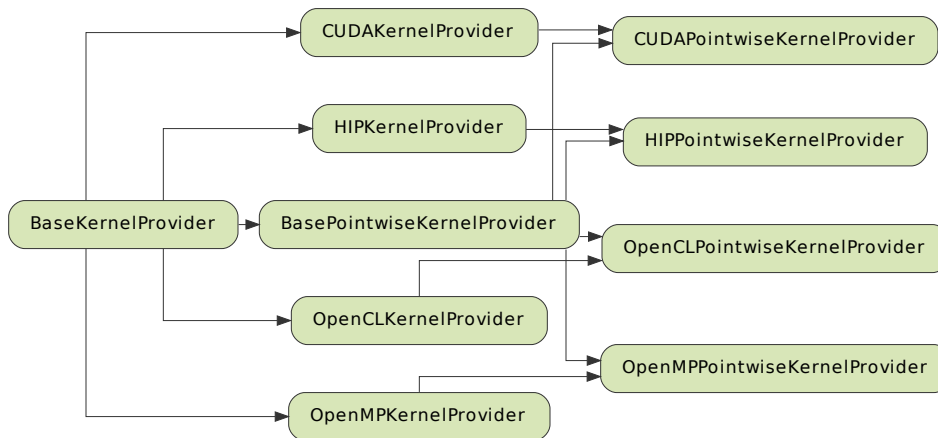 CUDAKernelProvider
CUDAPointwiseKernelProvider
HIPKernelProvider
HIPPointwiseKernelProvider
BaseKernelProvider
BasePointwiseKernelProvider
OpenCLPointwiseKernelProvider
OpenCLKernelProvider
OpenMPPointwiseKernelProvider
OpenMPKernelProvider